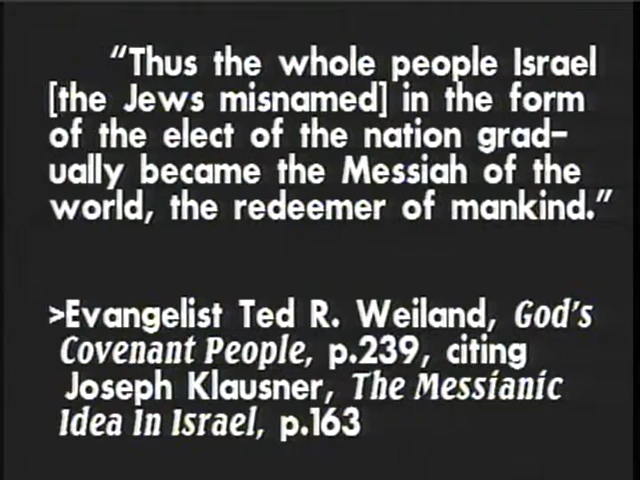 “Thus the whole people Israel
[the Jews misnamed] in the form
of the elect of the nation grad-
ually became the Messiah of the
world, the redeemer of mankind.”
>Evangelist Ted R. Weiland, God's
Covenant People, p.239, citing
Joseph Klausner, The Messianic
Idea In Israel, p.163